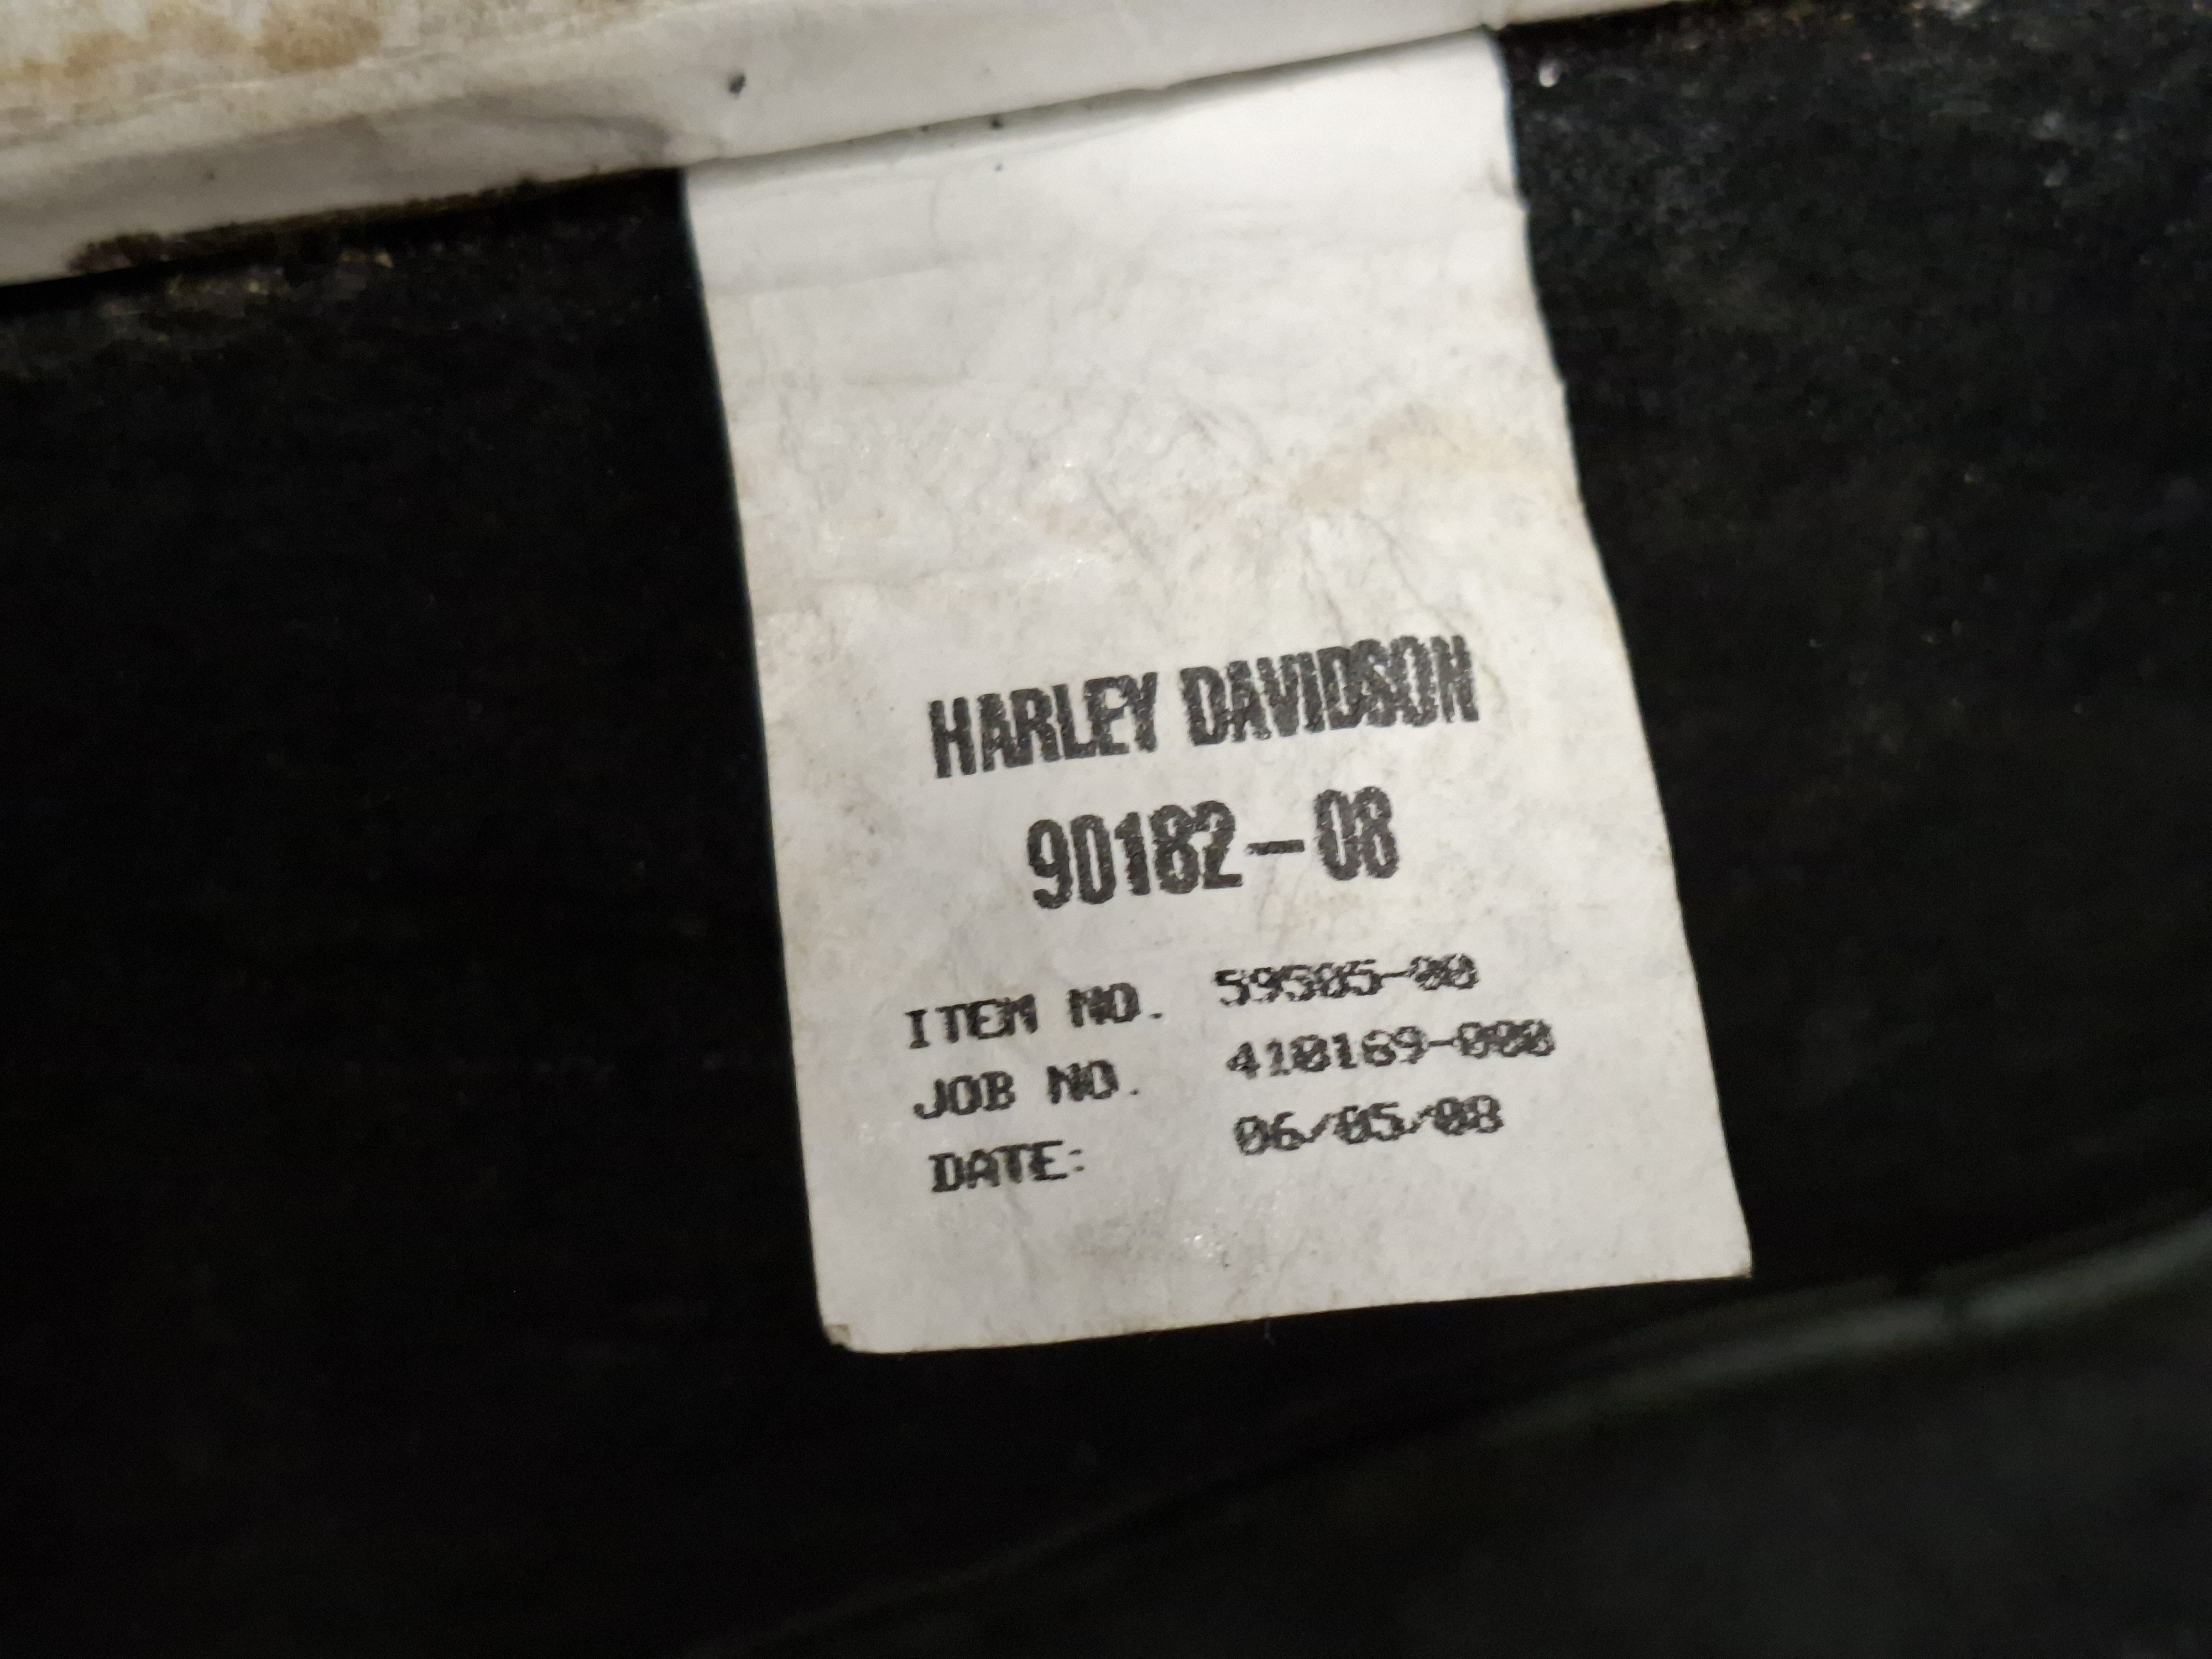 HARLEY DAVIDSON
90182-08
ITEM NO. 59505-00
JOB NO. 410169-000
DATE: 06/05/08